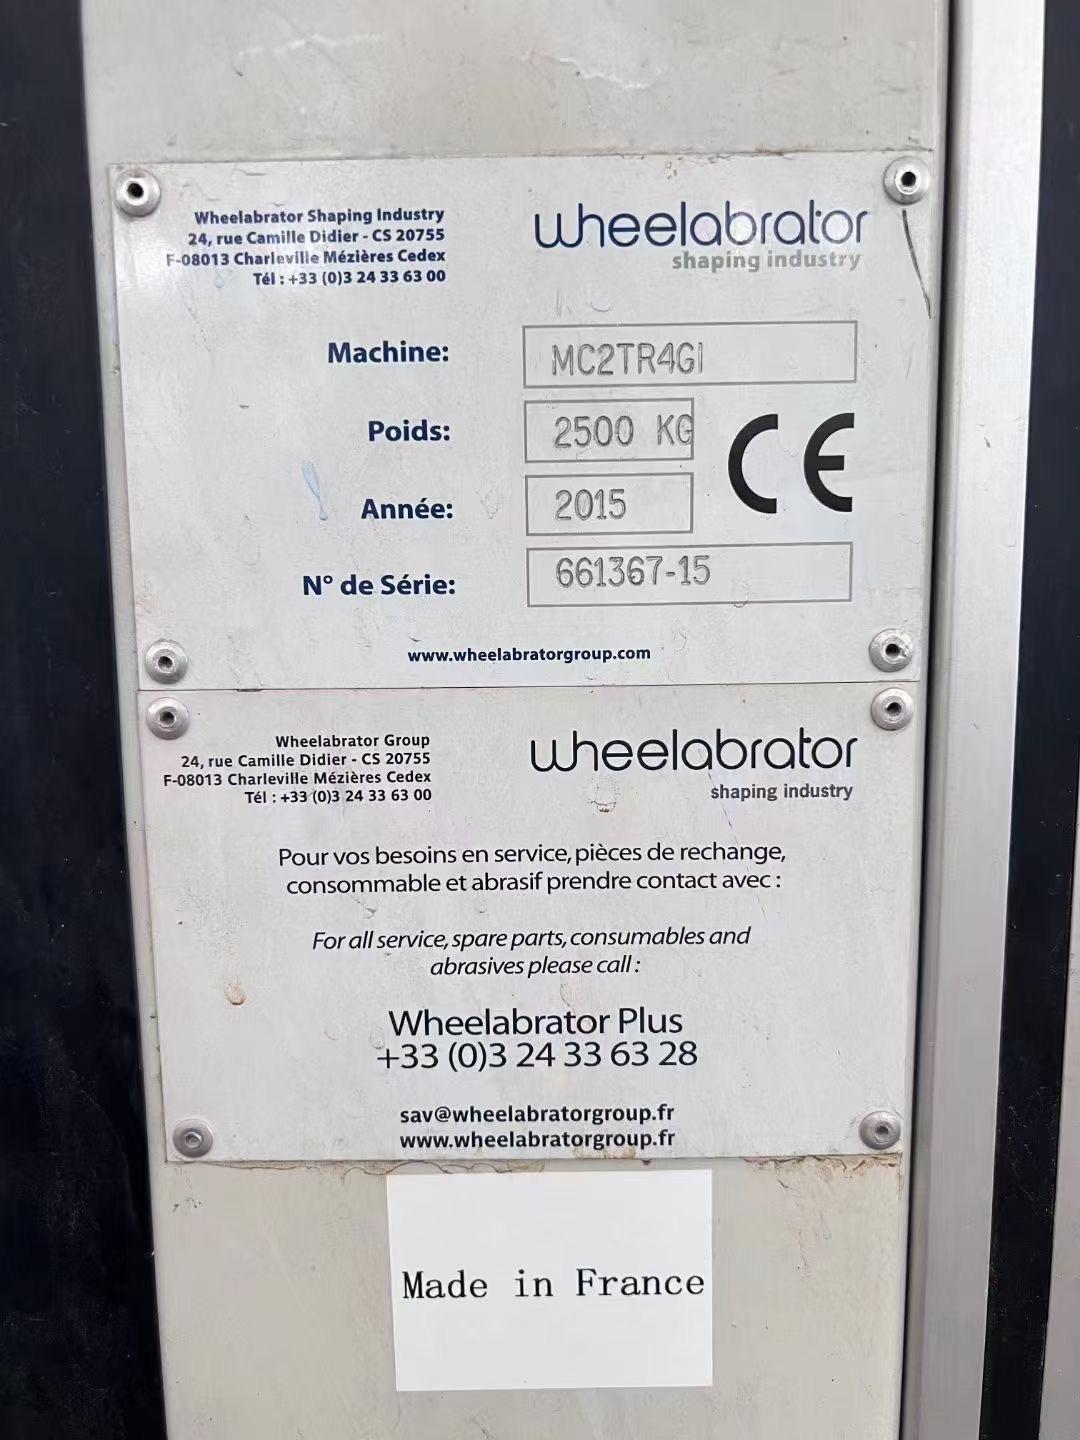 Wheelabrator Shaping Industry
24, rue Camille Didier - CS 20755
F-08013 Charleville Mézières Cedex
Tél : +33 (0)3 24 33 63 00
wheelabrator
shaping industry
Machine: MC2TR4GI
Poids: 2500 KG
CE
Année: 2015
N° de Série: 661367-15
www.wheelabratorgroup.com
Wheelabrator Group
24, rue Camille Didier - CS 20755
F-08013 Charleville Mézières Cedex
Tél : +33 (0)3 24 33 63 00
wheelabrator
shaping industry
Pour vos besoins en service, pièces de rechange,
consommable et abrasif prendre contact avec :
For all service, spare parts, consumables and
abrasives please call :
Wheelabrator Plus
+33 (0)3 24 33 63 28
sav@wheelabratorgroup.fr
www.wheelabratorgroup.fr
Made in France